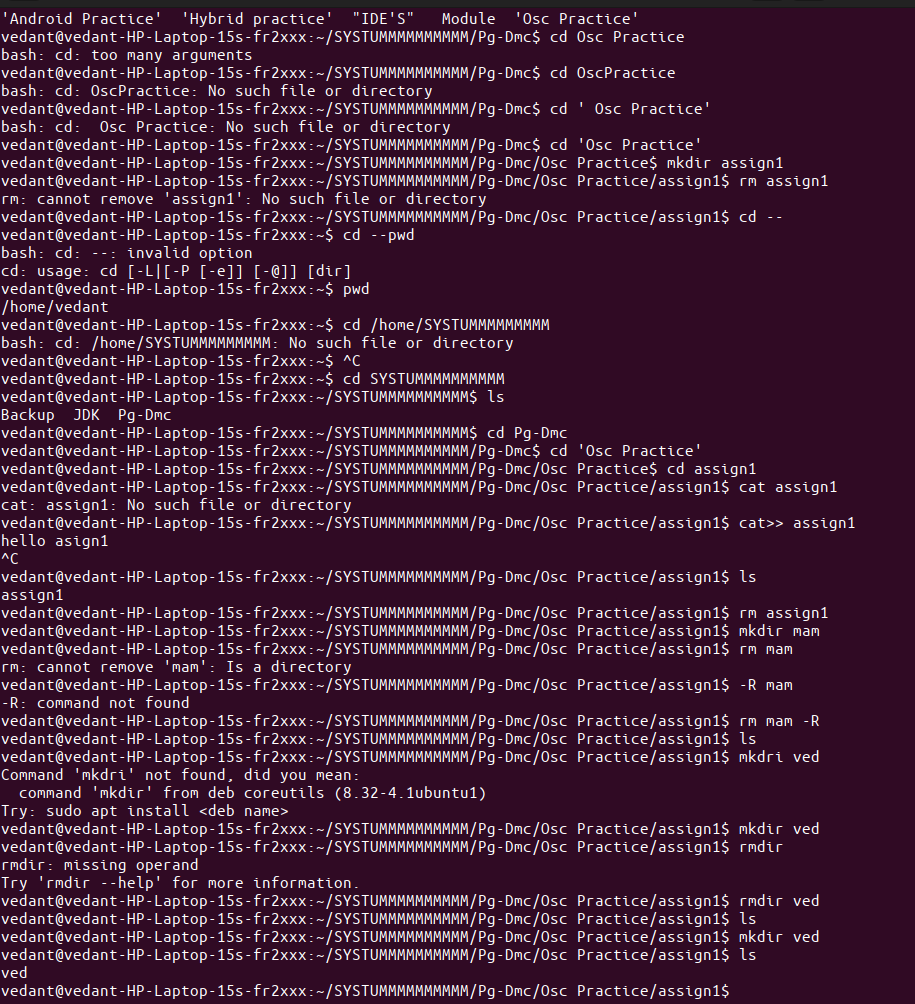 'Android Practice'  'Hybrid practice'  "IDE'S"   Module  'Osc Practice'
vedant@vedant-HP-Laptop-15s-fr2xxx:~/SYSTUMMMMMMMMMM/Pg-Dmc$ cd Osc Practice
bash: cd: too many arguments
vedant@vedant-HP-Laptop-15s-fr2xxx:~/SYSTUMMMMMMMMMM/Pg-Dmc$ cd OscPractice
bash: cd: OscPractice: No such file or directory
vedant@vedant-HP-Laptop-15s-fr2xxx:~/SYSTUMMMMMMMMMM/Pg-Dmc$ cd ' Osc Practice'
bash: cd:  Osc Practice: No such file or directory
vedant@vedant-HP-Laptop-15s-fr2xxx:~/SYSTUMMMMMMMMMM/Pg-Dmc$ cd 'Osc Practice'
vedant@vedant-HP-Laptop-15s-fr2xxx:~/SYSTUMMMMMMMMMM/Pg-Dmc/Osc Practice$ mkdir assign1
vedant@vedant-HP-Laptop-15s-fr2xxx:~/SYSTUMMMMMMMMMM/Pg-Dmc/Osc Practice/assign1$ rm assign1
rm: cannot remove 'assign1': No such file or directory
vedant@vedant-HP-Laptop-15s-fr2xxx:~/SYSTUMMMMMMMMMM/Pg-Dmc/Osc Practice/assign1$ cd --
vedant@vedant-HP-Laptop-15s-fr2xxx:~$ cd --pwd
bash: cd: --: invalid option
cd: usage: cd [-L|[-P [-e]] [-@]] [dir]
vedant@vedant-HP-Laptop-15s-fr2xxx:~$ pwd
/home/vedant
vedant@vedant-HP-Laptop-15s-fr2xxx:~$ cd /home/SYSTUMMMMMMMMM
bash: cd: /home/SYSTUMMMMMMMMM: No such file or directory
vedant@vedant-HP-Laptop-15s-fr2xxx:~$ ^C
vedant@vedant-HP-Laptop-15s-fr2xxx:~$ cd SYSTUMMMMMMMMMM
vedant@vedant-HP-Laptop-15s-fr2xxx:~/SYSTUMMMMMMMMMM$ ls
Backup  JDK  Pg-Dmc
vedant@vedant-HP-Laptop-15s-fr2xxx:~/SYSTUMMMMMMMMMM$ cd Pg-Dmc
vedant@vedant-HP-Laptop-15s-fr2xxx:~/SYSTUMMMMMMMMMM/Pg-Dmc$ cd 'Osc Practice'
vedant@vedant-HP-Laptop-15s-fr2xxx:~/SYSTUMMMMMMMMMM/Pg-Dmc/Osc Practice$ cd assign1
vedant@vedant-HP-Laptop-15s-fr2xxx:~/SYSTUMMMMMMMMMM/Pg-Dmc/Osc Practice/assign1$ cat assign1
cat: assign1: No such file or directory
vedant@vedant-HP-Laptop-15s-fr2xxx:~/SYSTUMMMMMMMMMM/Pg-Dmc/Osc Practice/assign1$ cat>> assign1
hello asign1
^C
vedant@vedant-HP-Laptop-15s-fr2xxx:~/SYSTUMMMMMMMMMM/Pg-Dmc/Osc Practice/assign1$ ls
assign1
vedant@vedant-HP-Laptop-15s-fr2xxx:~/SYSTUMMMMMMMMMM/Pg-Dmc/Osc Practice/assign1$ rm assign1
vedant@vedant-HP-Laptop-15s-fr2xxx:~/SYSTUMMMMMMMMMM/Pg-Dmc/Osc Practice/assign1$ mkdir mam
vedant@vedant-HP-Laptop-15s-fr2xxx:~/SYSTUMMMMMMMMMM/Pg-Dmc/Osc Practice/assign1$ rm mam
rm: cannot remove 'mam': Is a directory
vedant@vedant-HP-Laptop-15s-fr2xxx:~/SYSTUMMMMMMMMMM/Pg-Dmc/Osc Practice/assign1$ -R mam
-R: command not found
vedant@vedant-HP-Laptop-15s-fr2xxx:~/SYSTUMMMMMMMMMM/Pg-Dmc/Osc Practice/assign1$ rm mam -R
vedant@vedant-HP-Laptop-15s-fr2xxx:~/SYSTUMMMMMMMMMM/Pg-Dmc/Osc Practice/assign1$ ls
vedant@vedant-HP-Laptop-15s-fr2xxx:~/SYSTUMMMMMMMMMM/Pg-Dmc/Osc Practice/assign1$ mkdri ved
Command 'mkdri' not found, did you mean:
  command 'mkdir' from deb coreutils (8.32-4.1ubuntu1)
Try: sudo apt install <deb name>
vedant@vedant-HP-Laptop-15s-fr2xxx:~/SYSTUMMMMMMMMMM/Pg-Dmc/Osc Practice/assign1$ mkdir ved
vedant@vedant-HP-Laptop-15s-fr2xxx:~/SYSTUMMMMMMMMMM/Pg-Dmc/Osc Practice/assign1$ rmdir
rmdir: missing operand
Try 'rmdir --help' for more information.
vedant@vedant-HP-Laptop-15s-fr2xxx:~/SYSTUMMMMMMMMMM/Pg-Dmc/Osc Practice/assign1$ rmdir ved
vedant@vedant-HP-Laptop-15s-fr2xxx:~/SYSTUMMMMMMMMMM/Pg-Dmc/Osc Practice/assign1$ ls
vedant@vedant-HP-Laptop-15s-fr2xxx:~/SYSTUMMMMMMMMMM/Pg-Dmc/Osc Practice/assign1$ mkdir ved
vedant@vedant-HP-Laptop-15s-fr2xxx:~/SYSTUMMMMMMMMMM/Pg-Dmc/Osc Practice/assign1$ ls
ved
vedant@vedant-HP-Laptop-15s-fr2xxx:~/SYSTUMMMMMMMMMM/Pg-Dmc/Osc Practice/assign1$